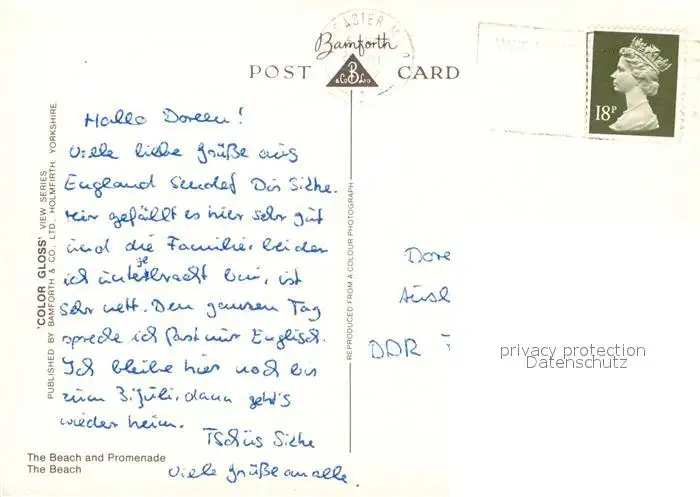 Bamforth
POST CARD
& Co B Ltd
18P
Hallo Doreen!
Viele liebe Grüße aus
England sendet Dir Silke.
Mir gefällt es hier sehr gut
und die Familie, bei der
ich untergebracht bin, ist
sehr nett. Den ganzen Tag
spreche ich fast nur Englisch.
Ich bleibe hier noch bis
zum 3. Juli, dann geht's
wieder heim.
Tschüs Silke
Viele Grüße an alle.
Dore
DDR
'COLOR GLOSS' VIEW SERIES
PUBLISHED BY BAMFORTH & CO., LTD., HOLMFIRTH, YORKSHIRE.
REPRODUCED FROM A COLOUR PHOTOGRAPH
The Beach and Promenade
The Beach
privacy protection
Datenschutz